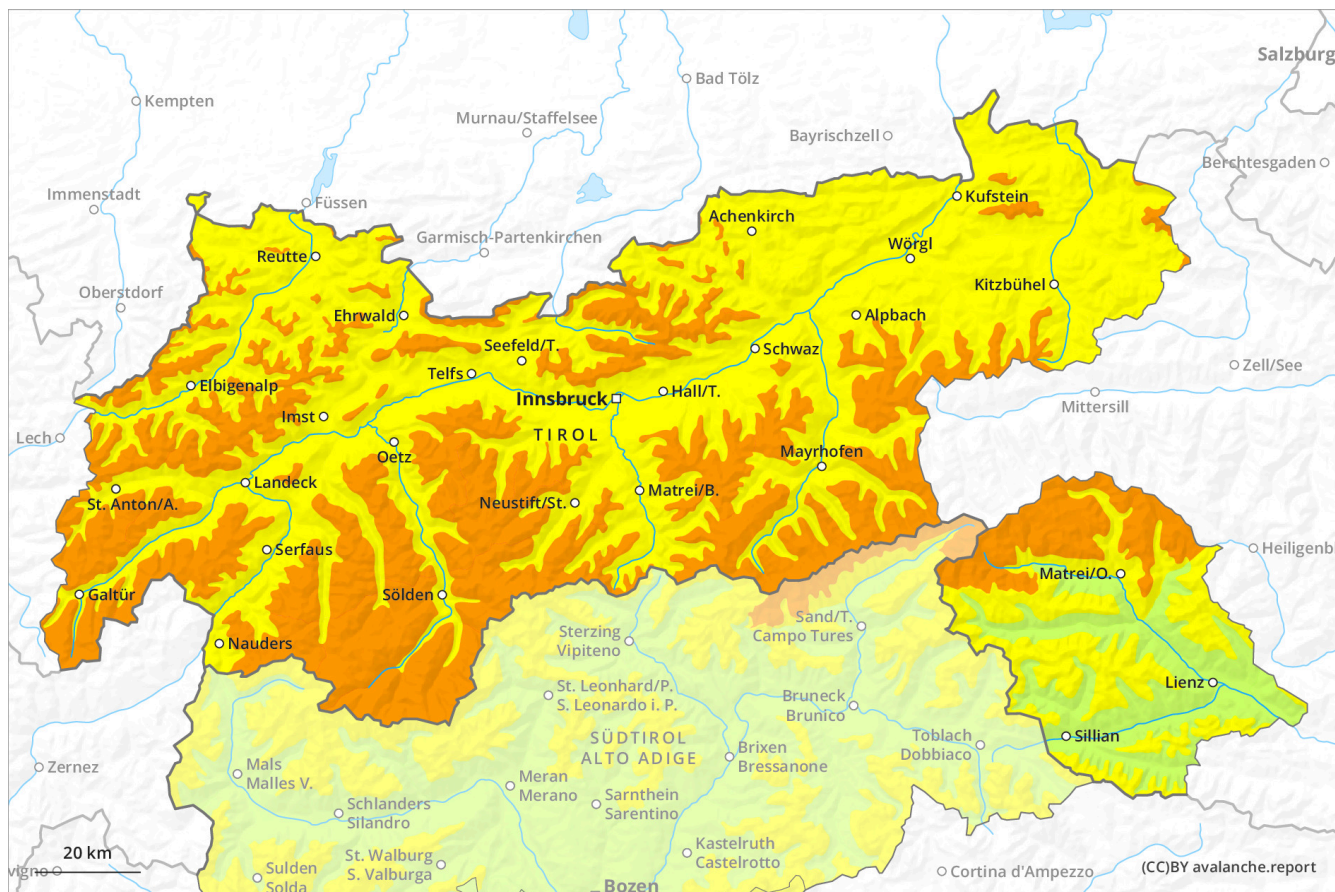 Salzburg
Bad Tölz
Kempten
Murnau/Staffelsee
Bayrischzell
Berchtesgaden
Immenstadt
Füssen
Kufstein
Achenkirch
Garmisch-Partenkirchen
Wörgl
Reutte
Kitzbühel
Oberstdorf
Ehrwald
Alpbach
Seefeld/T.
Schwaz
Zell/See
Telfs
Elbigenalp
Hall/T.
Innsbruck
Mittersill
Imst
Lech
TIROL
Oetz
Mayrhofen
Landeck
Matrei/B.
St. Anton/A.
Neustift/St.
Serfaus
Heiligenb
Matrei/O.
Galtür
Sölden
Sand/T.
Campo Tures
Sterzing
Vipiteno
Nauders
Lienz
St. Leonhard/P.
S. Leonardo i. P.
Bruneck
Brunico
Sillian
SÜDTIROL
ALTO ADIGE
Toblach
Dobbiaco
Brixen
Bressanone
Zernez
Mals
Malles V.
Meran
Merano
Sarnthein
Sarentino
Schlanders
Silandro
Kastelruth
Castelrotto
20 km
St. Walburg
S. Valburga
vigno
Sulden
Solda
Cortina d'Ampezzo
(CC)BY avalanche.report
Bozen